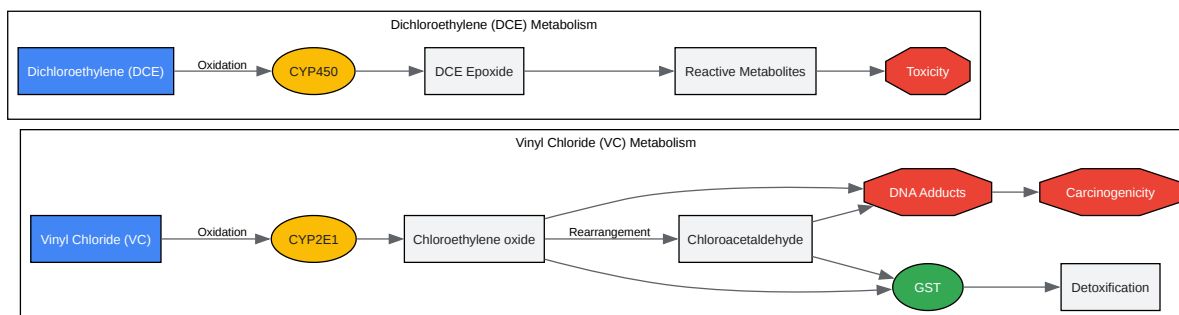 Dichloroethylene (DCE) Metabolism
Dichloroethylene (DCE)
Oxidation
CYP450
DCE Epoxide
Reactive Metabolites
Toxicity
Vinyl Chloride (VC) Metabolism
Vinyl Chloride (VC)
Oxidation
CYP2E1
Chloroethylene oxide
Rearrangement
Chloroacetaldehyde
DNA Adducts
Carcinogenicity
GST
Detoxification